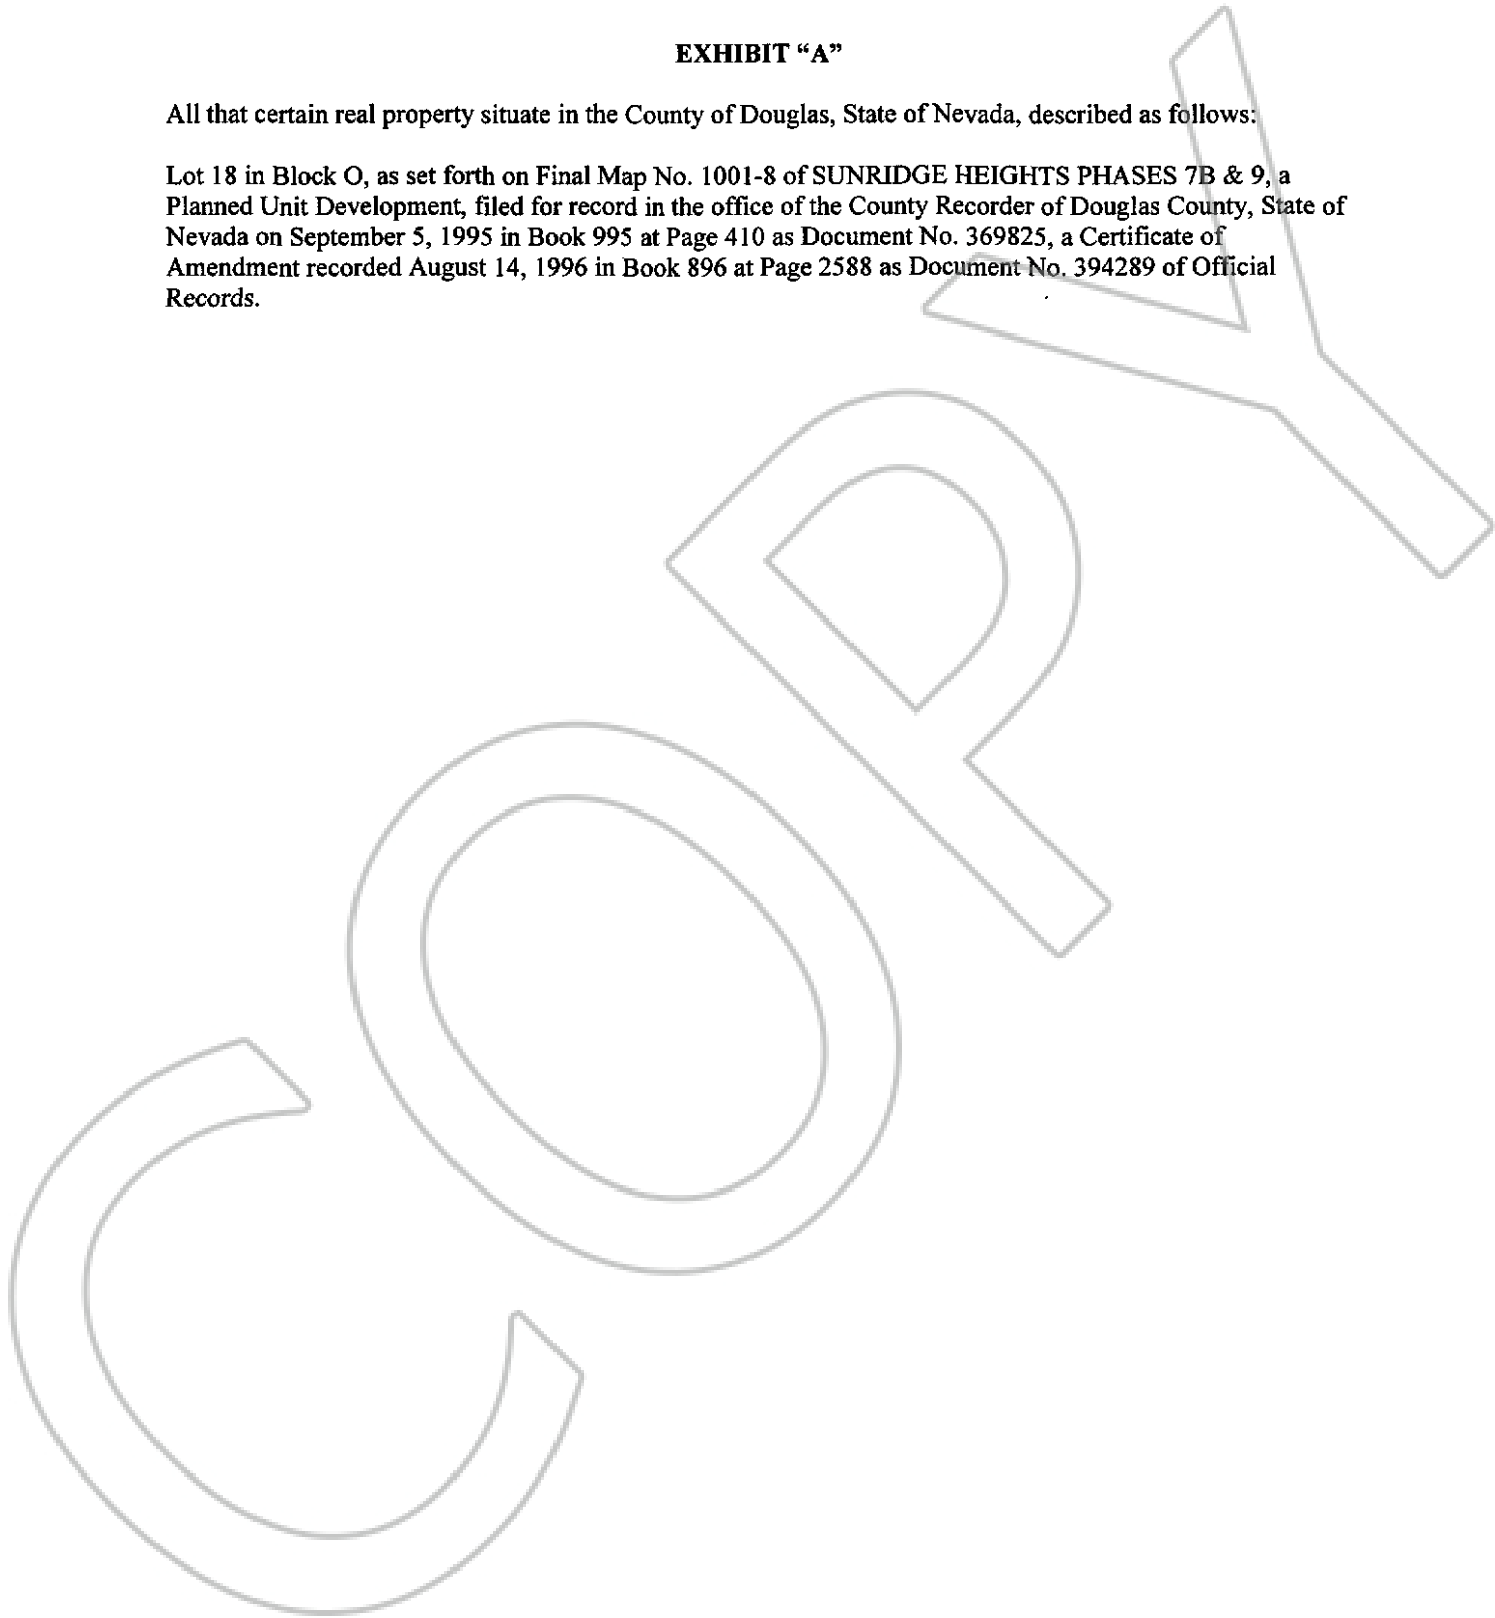 EXHIBIT “A”
All that certain real property situate in the County of Douglas, State of Nevada, described as follows:
Lot 18 in Block O, as set forth on Final Map No. 1001-8 of SUNRIDGE HEIGHTS PHASES 7B & 9, a
Planned Unit Development, filed for record in the office of the County Recorder of Douglas County, State of
Nevada on September 5, 1995 in Book 995 at Page 410 as Document No. 369825, a Certificate of
Amendment recorded August 14, 1996 in Book 896 at Page 2588 as Document No. 394289 of Official
Records.
COPY